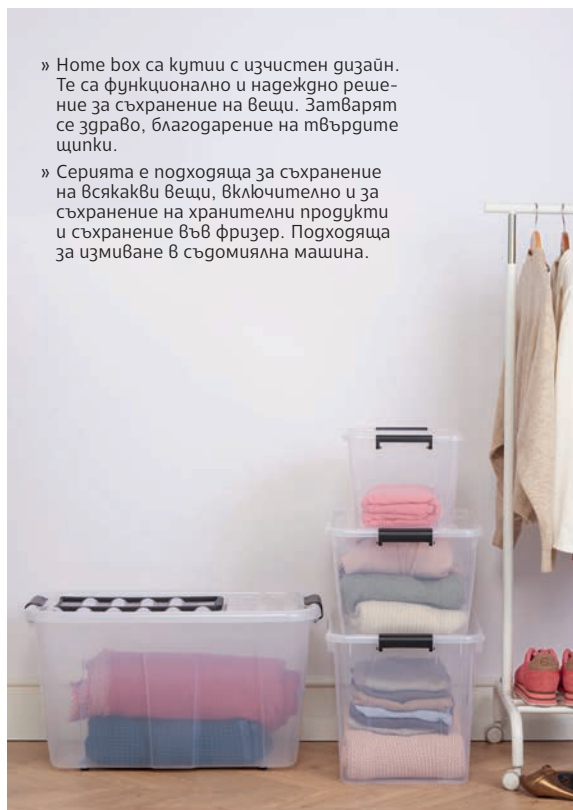 » Home box са кутии с изчистен дизайн.
Те са функционално и надеждно реше-
ние за съхранение на вещи. Затварят
се здраво, благодарение на твърдите
щипки.
» Серията е подходяща за съхранение
на всякакви вещи, включително и за
съхранение на хранителни продукти
и съхранение във фризер. Подходяща
за измиване в съдомиялна машина.